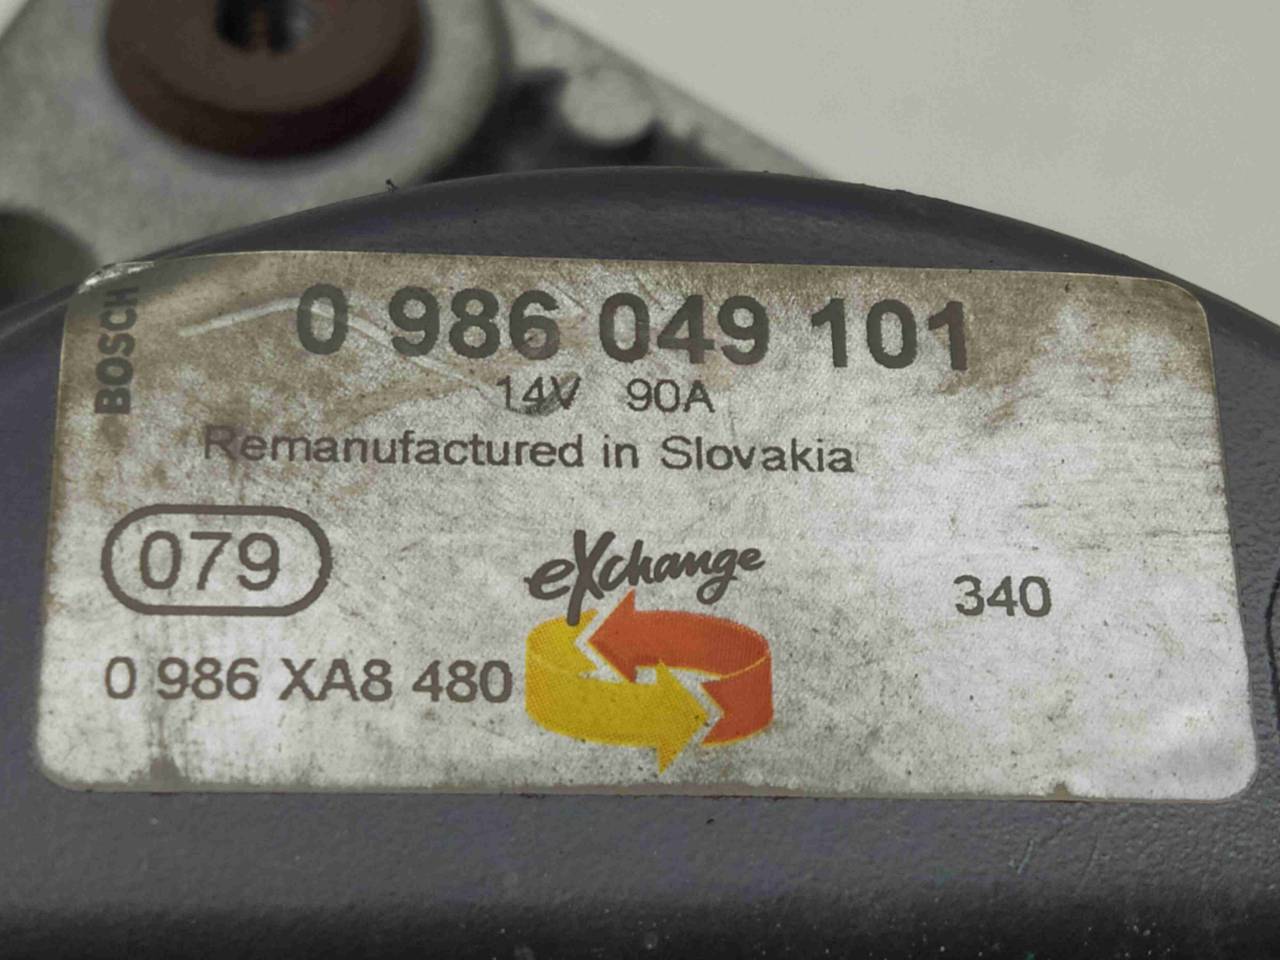 BOSCH
0 986 049 101
14V 90A
Remanufactured in Slovakia
079
eXchange
340
0 986 XA8 480